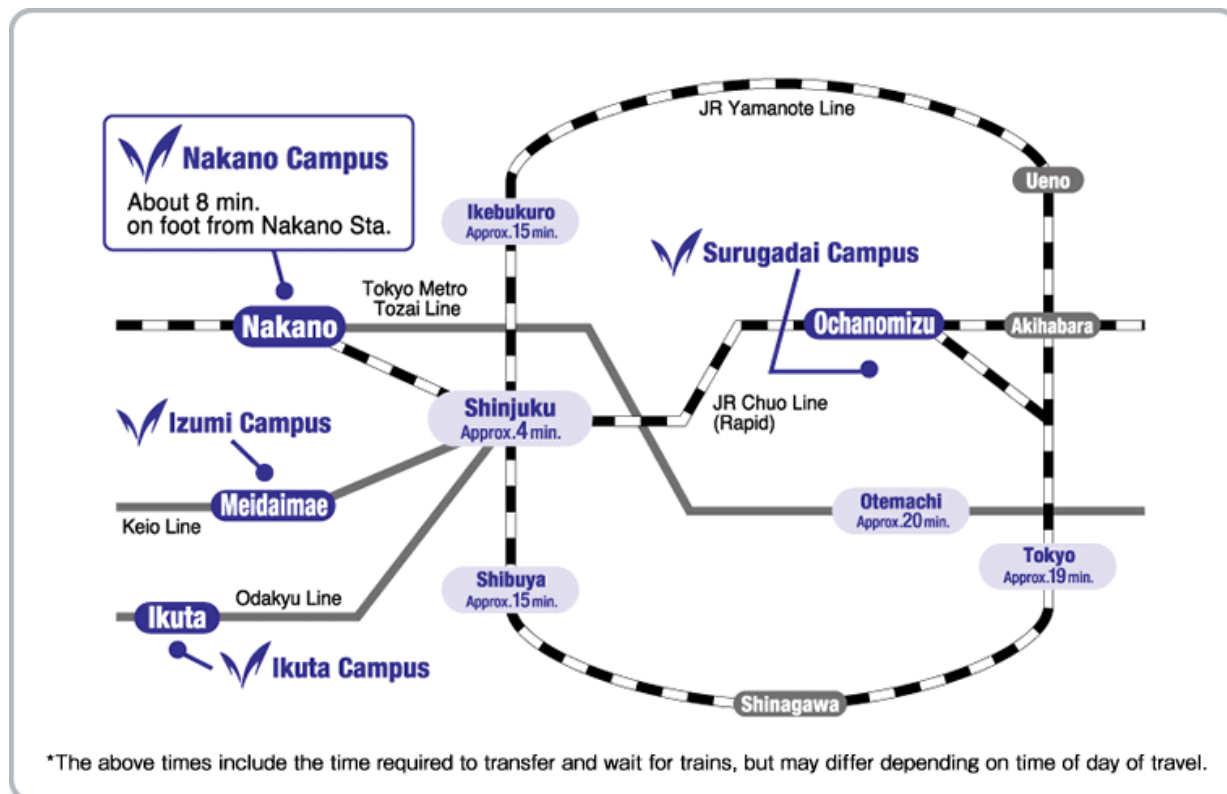 JR Yamanote Line
Nakano Campus
About 8 min.
on foot from Nakano Sta.
Ueno
Ikebukuro
Approx.15 min.
Surugadai Campus
Tokyo Metro
Tozai Line
Nakano
Ochanomizu
Akihabara
Shinjuku
Approx.4 min.
JR Chuo Line
(Rapid)
Izumi Campus
Meidaimae
Keio Line
Otemachi
Approx.20 min.
Tokyo
Approx.19 min.
Shibuya
Approx.15 min.
Odakyu Line
Ikuta
Ikuta Campus
Shinagawa
*The above times include the time required to transfer and wait for trains, but may differ depending on time of day of travel.